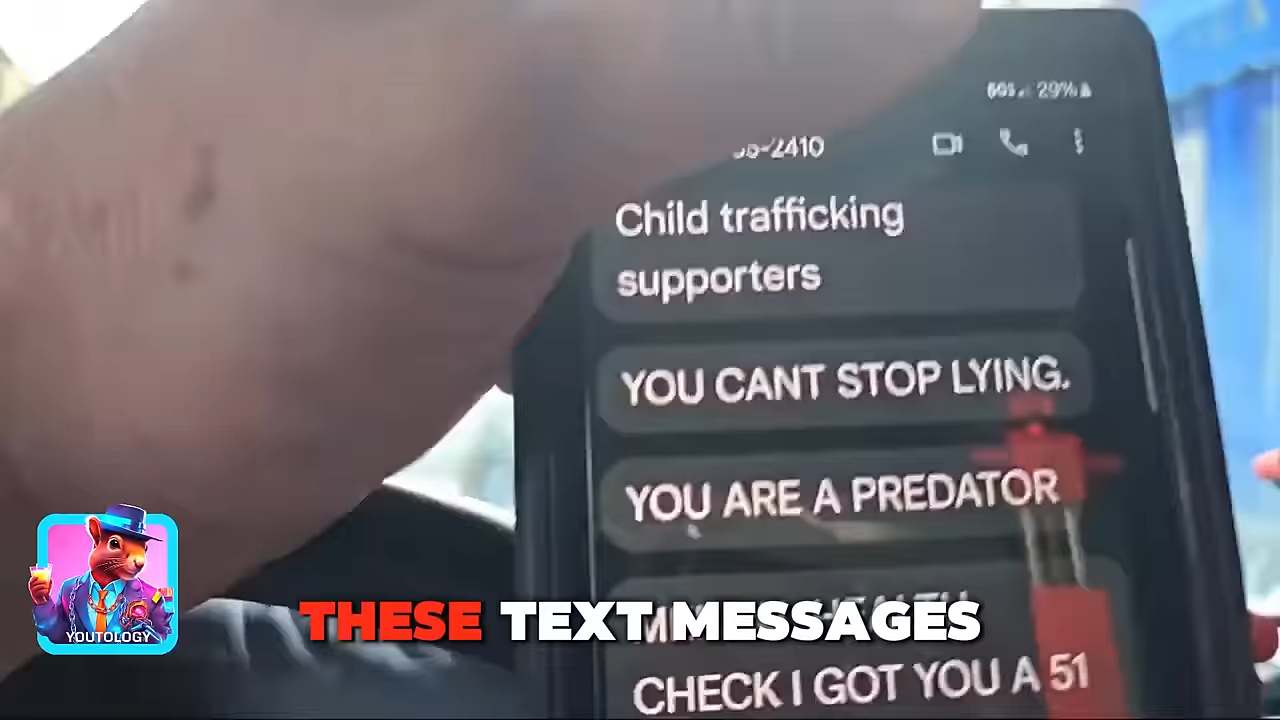 29%
-2410
Child trafficking
supporters
YOU CANT STOP LYING.
YOU ARE A PREDATOR
HEALTH
THESE TEXT MESSAGES
CHECK I GOT YOU A 51
YOUTOLOGY